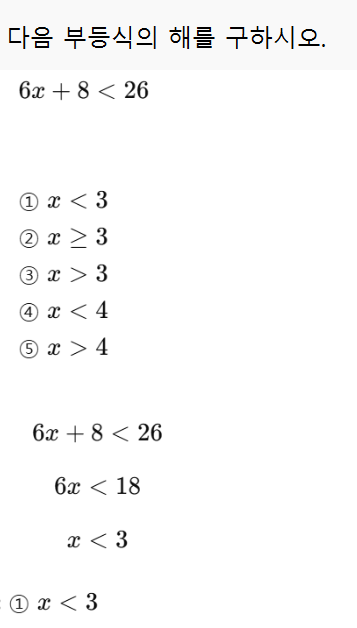 다음 부등식의 해를 구하시오.
6x + 8 < 26
① x < 3
② x ≥ 3
③ x > 3
④ x < 4
⑤ x > 4
6x + 8 < 26
6x < 18
x < 3
① x < 3